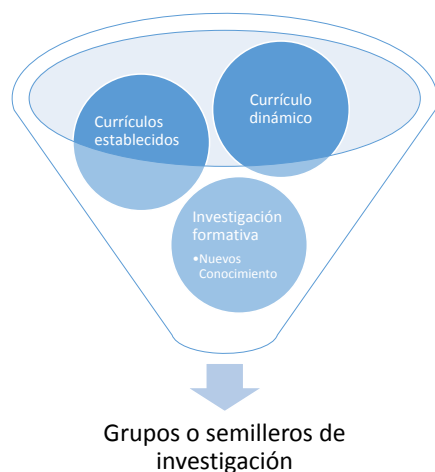 Currículos
establecidos
Currículo
dinámico
Investigación
formativa
•Nuevos
Conocimiento
Grupos o semilleros de
investigación